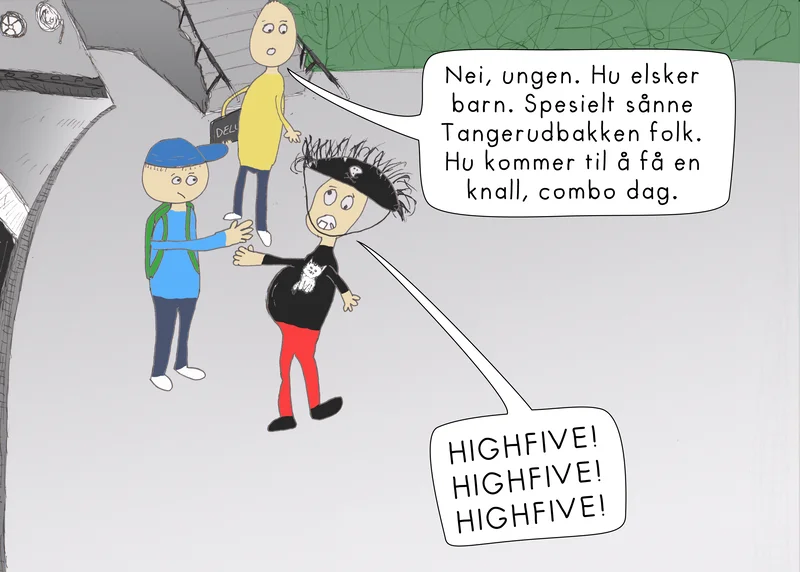 Nei, ungen. Hu elsker
barn. Spesielt sånne
Tangerudbakken folk.
Hu kommer til å få en
knall, combo dag.
DELU
HIGHFIVE!
HIGHFIVE!
HIGHFIVE!